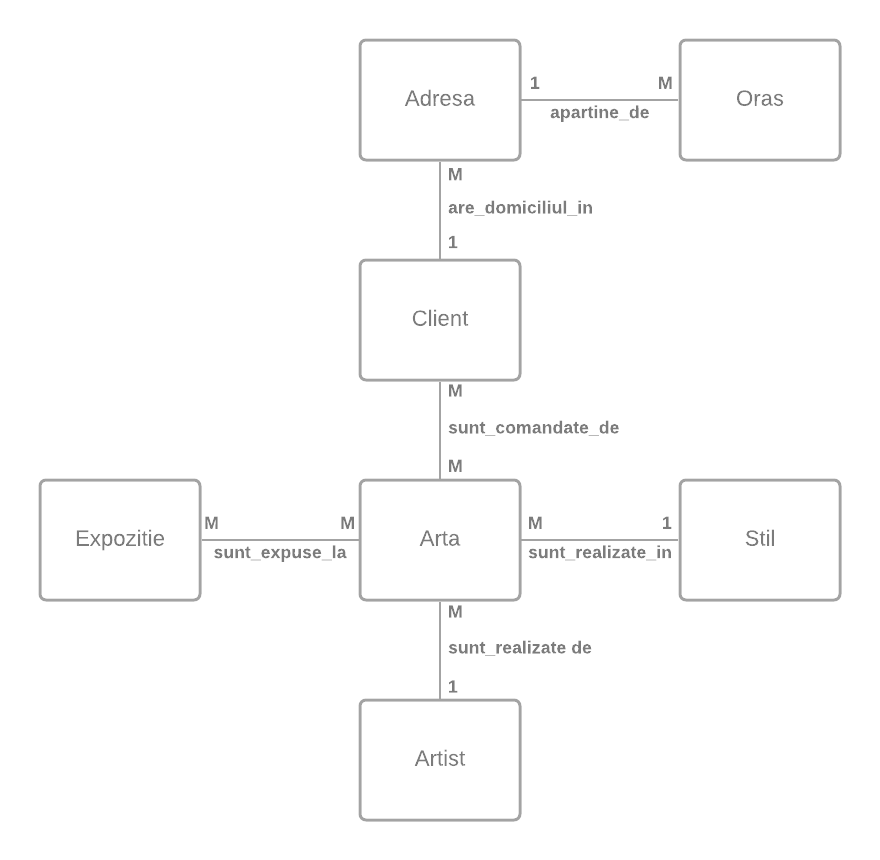 Adresa
1
M
apartine_de
Oras
M
are_domiciliul_in
1
Client
M
sunt_comandate_de
M
Expozitie
M
M
sunt_expuse_la
Arta
M
1
sunt_realizate_in
Stil
M
sunt_realizate de
1
Artist